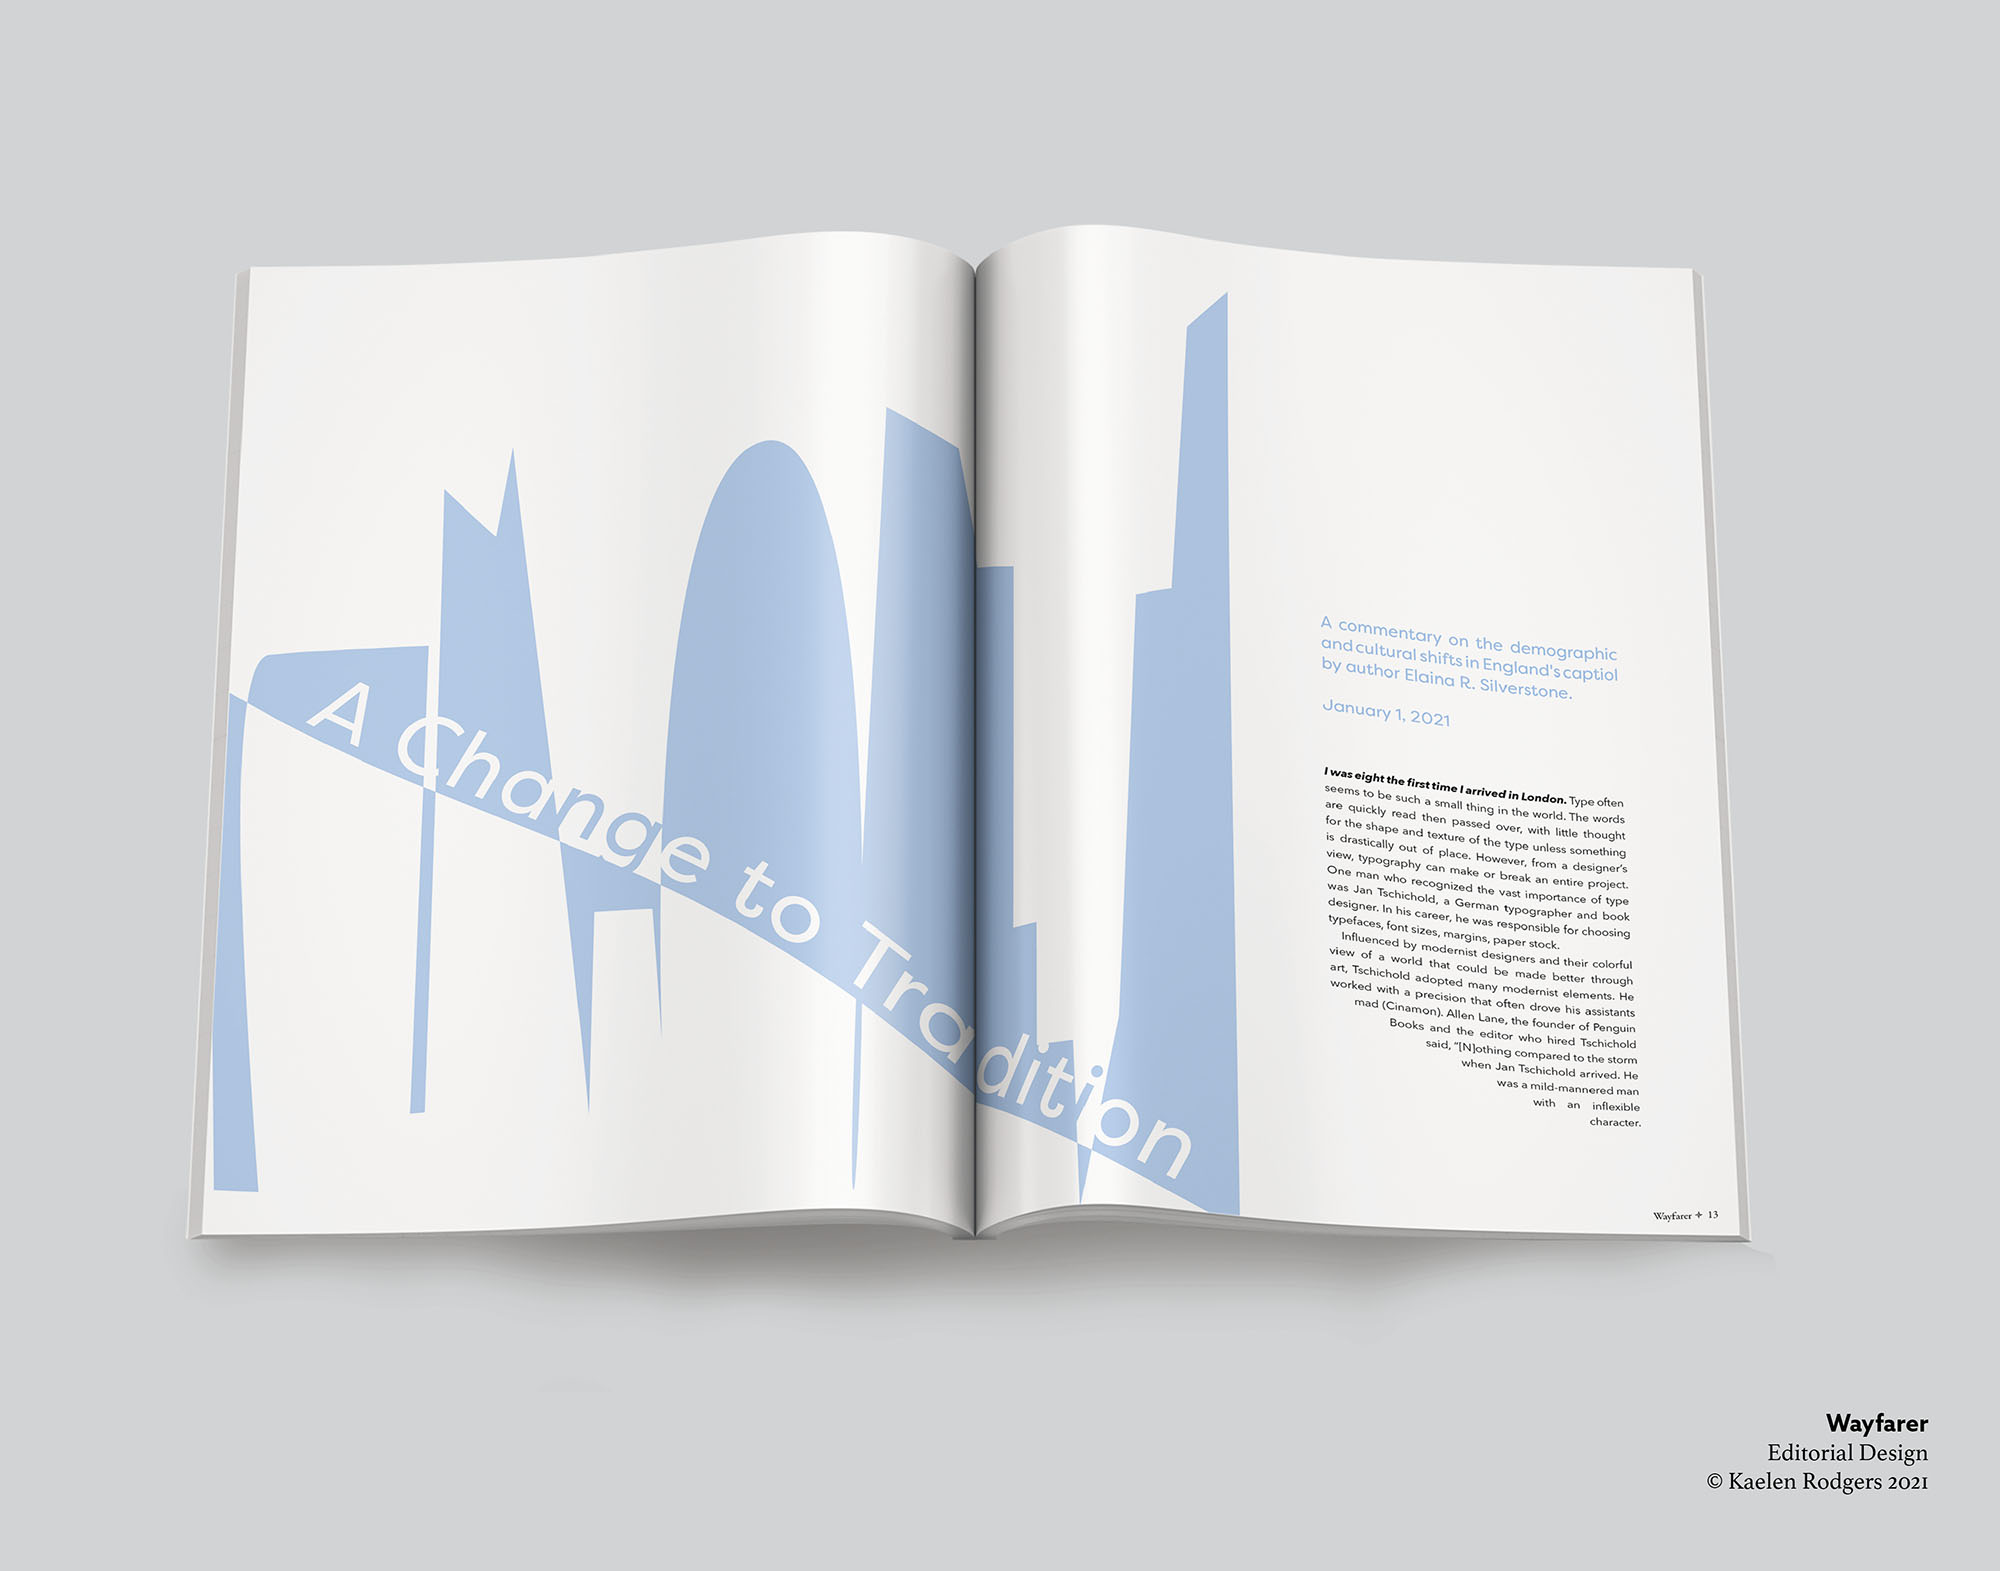 A Change to Tradition
A commentary on the demographic
and cultural shifts in England's captiol
by author Elaina R. Silverstone.
January 1, 2021
I was eight the first time I arrived in London. Type often
seems to be such a small thing in the world. The words
are quickly read then passed over, with little thought
for the shape and texture of the type unless something
is drastically out of place. However, from a designer's
view, typography can make or break an entire project.
One man who recognized the vast importance of type
was Jan Tschichold, a German typographer and book
designer. In his career, he was responsible for choosing
typefaces, font sizes, margins, paper stock.
Influenced by modernist designers and their colorful
view of a world that could be made better through
art, Tschichold adopted many modernist elements. He
worked with a precision that often drove his assistants
mad (Cinamon). Allen Lane, the founder of Penguin
Books and the editor who hired Tschichold
said, "[N]othing compared to the storm
when Jan Tschichold arrived. He
was a mild-mannered man
with an inflexible
character.
Wayfarer + 13
Wayfarer
Editorial Design
© Kaelen Rodgers 2021